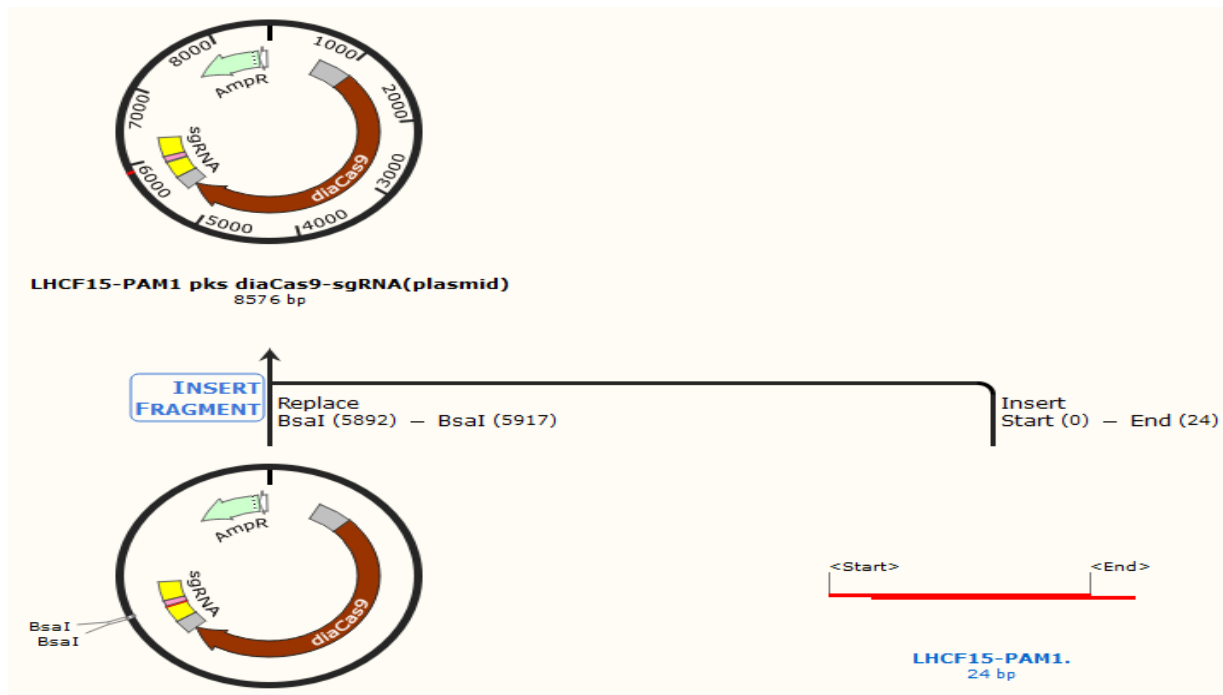 8000
1000
AmpR
7000
2000
sgRNA
6000
3000
diaCas9
5000
4000
LHCF15-PAM1 pks diaCas9-sgRNA(plasmid)
8576 bp
INSERT
FRAGMENT
Replace
BsaI (5892) – BsaI (5917)
Insert
Start (0) – End (24)
AmpR
sgRNA
<Start>
<End>
diaCas9
BsaI
BsaI
LHCF15-PAM1.
24 bp